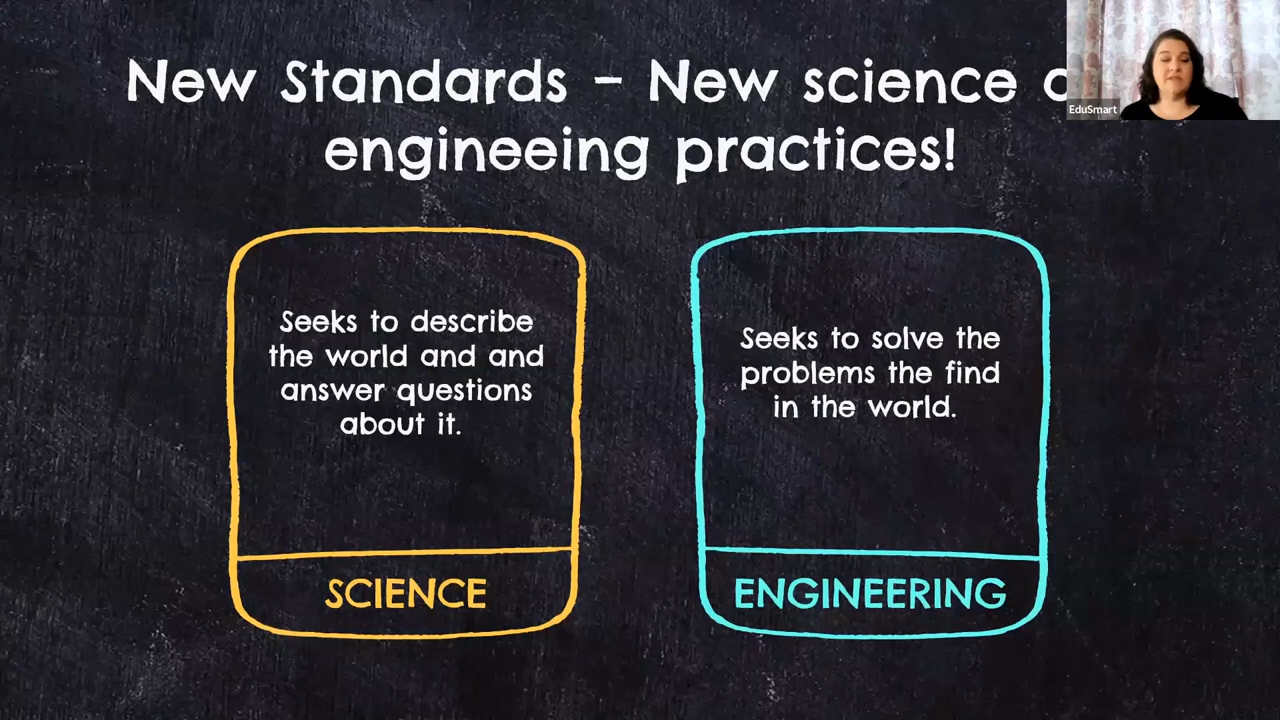 New Standards – New science
engineeing practices!
EduSmart
Seeks to describe
the world and and
answer questions
about it.
SCIENCE
Seeks to solve the
problems the find
in the world.
ENGINEERING